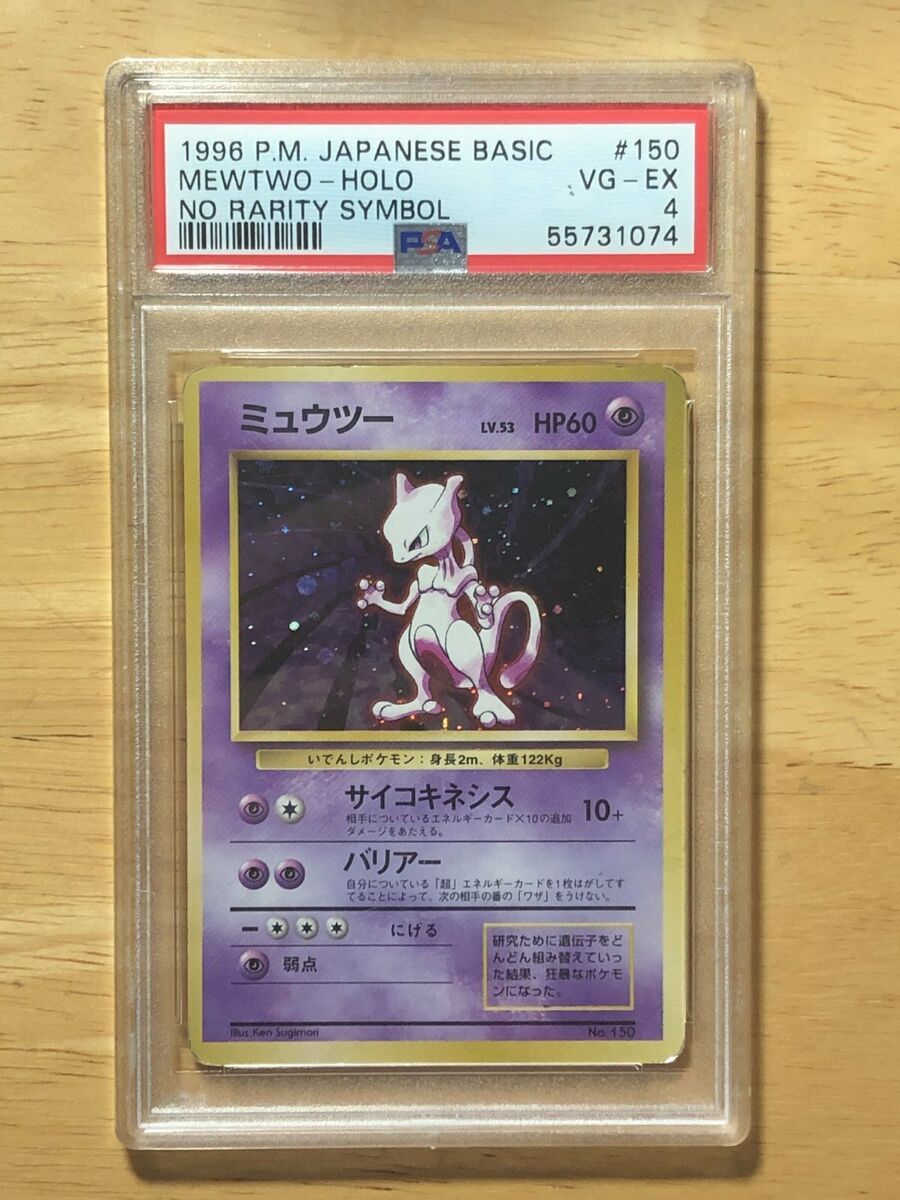 1996 P.M. JAPANESE BASIC #150
MEWTWO-HOLO VG-EX
NO RARITY SYMBOL 4
PSA 55731074
ミュウツー LV.53 HP60
いでんしポケモン：身長2m、体重122Kg
サイコキネシス 10+
相手についているエネルギーカード×10の追加
ダメージをあたえる。
バリアー
自分についている「超」エネルギーカードを1枚はがしてす
てることによって、次の相手の番の「ワザ」をうけない。
ー にげる
弱点
研究ために遺伝子をど
んどん組み替えていっ
た結果、狂暴なポケモ
ンになった。
Illus.Ken Sugimori No.150